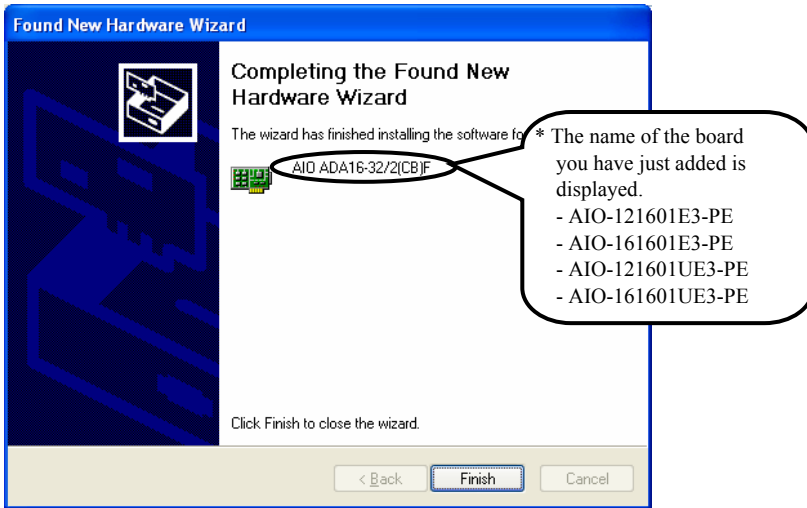 Found New Hardware Wizard
Completing the Found New
Hardware Wizard
The wizard has finished installing the software fo
AIO ADA16-32/2(CB)F
* The name of the board
you have just added is
displayed.
- AIO-121601E3-PE
- AIO-161601E3-PE
- AIO-121601UE3-PE
- AIO-161601UE3-PE
Click Finish to close the wizard.
< Back
Finish
Cancel